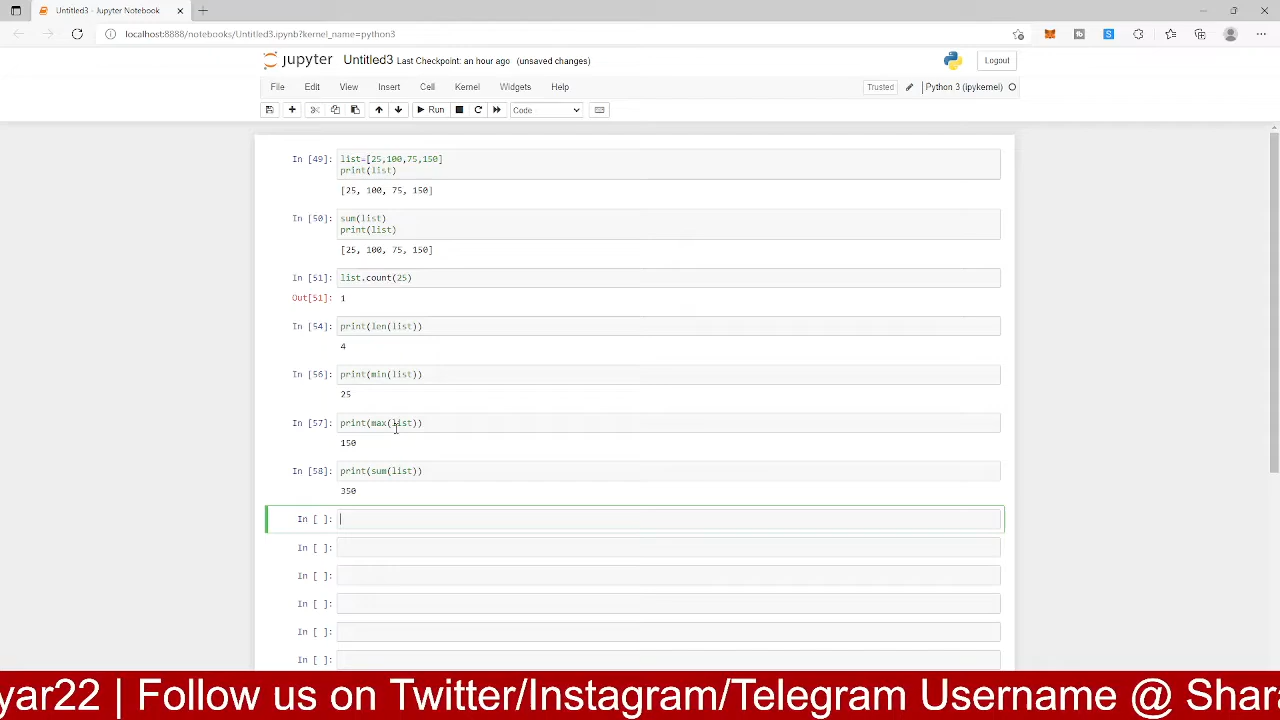 Untitled3 - Jupyter Notebook
localhost:8888/notebooks/Untitled3.ipynb?kernel_name=python3
jupyter Untitled3 Last Checkpoint: an hour ago (unsaved changes)
Logout
File Edit View Insert Cell Kernel Widgets Help
Trusted Python 3 (ipykernel)
Run Code
In [49]: list=[25,100,75,150]
print(list)
[25, 100, 75, 150]
In [50]: sum(list)
print(list)
[25, 100, 75, 150]
In [51]: list.count(25)
Out[51]: 1
In [54]: print(len(list))
4
In [56]: print(min(list))
25
In [57]: print(max(list))
150
In [58]: print(sum(list))
350
In [ ]:
In [ ]:
In [ ]:
In [ ]:
In [ ]:
In [ ]:
yar22 | Follow us on Twitter/Instagram/Telegram Username @ Shara